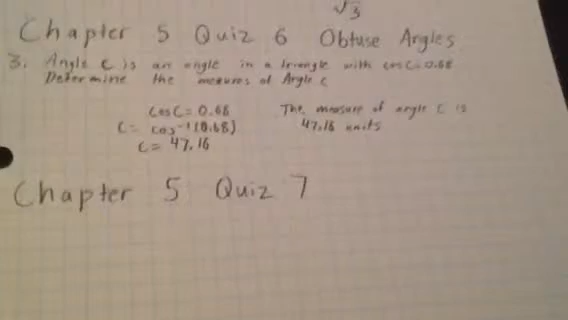 √3
Chapter 5 Quiz 6 Obtuse Angles
3. Angle C is an angle in a triangle with cos C = 0.68
Determine the measures of Angle C
cos C = 0.68
C = cos⁻¹(0.68)
C = 47.16
The measure of angle C is
47.16 units
Chapter 5 Quiz 7